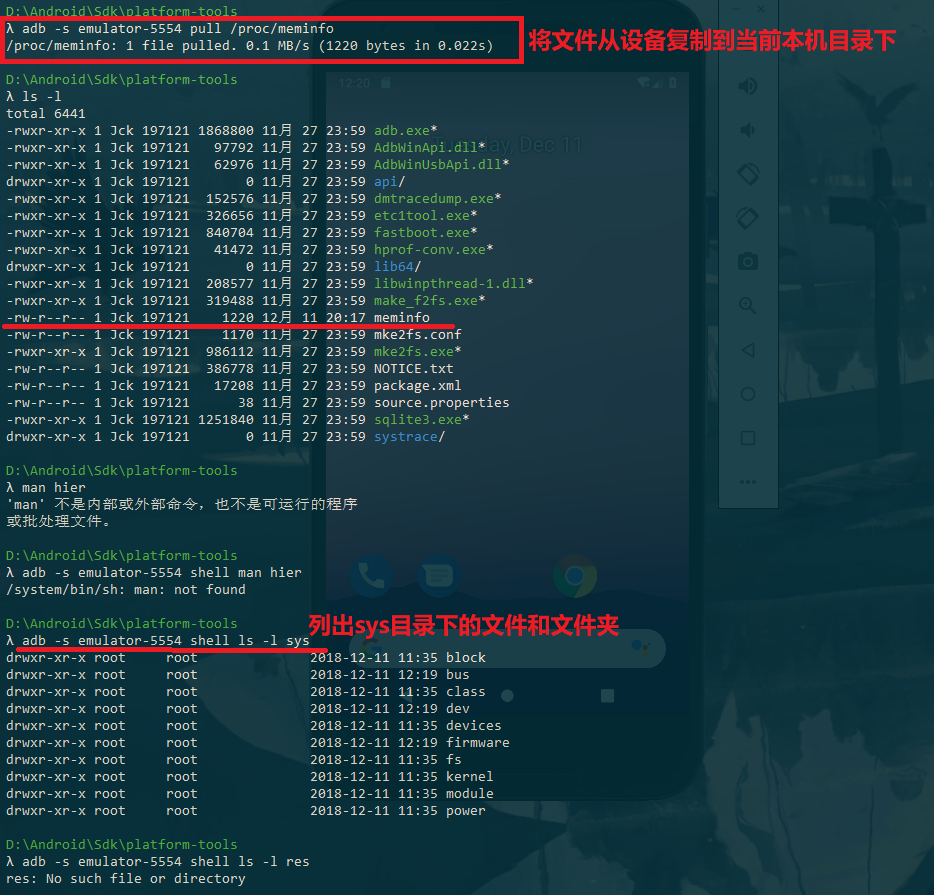 D:\Android\Sdk\platform-tools
λ adb -s emulator-5554 pull /proc/meminfo
/proc/meminfo: 1 file pulled. 0.1 MB/s (1220 bytes in 0.022s)
将文件从设备复制到当前本机目录下
D:\Android\Sdk\platform-tools
λ ls -l
12:20
total 6441
-rwxr-xr-x 1 Jck 197121 1868800 11月 27 23:59 adb.exe*
-rwxr-xr-x 1 Jck 197121   97792 11月 27 23:59 AdbWinApi.dll*
Tuesday, Dec 11
-rwxr-xr-x 1 Jck 197121   62976 11月 27 23:59 AdbWinUsbApi.dll*
drwxr-xr-x 1 Jck 197121       0 11月 27 23:59 api/
-rwxr-xr-x 1 Jck 197121  152576 11月 27 23:59 dmtracedump.exe*
-rwxr-xr-x 1 Jck 197121  326656 11月 27 23:59 etc1tool.exe*
-rwxr-xr-x 1 Jck 197121  840704 11月 27 23:59 fastboot.exe*
-rwxr-xr-x 1 Jck 197121   41472 11月 27 23:59 hprof-conv.exe*
drwxr-xr-x 1 Jck 197121       0 11月 27 23:59 lib64/
-rwxr-xr-x 1 Jck 197121  208577 11月 27 23:59 libwinpthread-1.dll*
-rwxr-xr-x 1 Jck 197121  319488 11月 27 23:59 make_f2fs.exe*
-rw-r--r-- 1 Jck 197121    1220 12月 11 20:17 meminfo
-rw-r--r-- 1 Jck 197121    1170 11月 27 23:59 mke2fs.conf
-rwxr-xr-x 1 Jck 197121  986112 11月 27 23:59 mke2fs.exe*
-rw-r--r-- 1 Jck 197121  386778 11月 27 23:59 NOTICE.txt
-rw-r--r-- 1 Jck 197121   17208 11月 27 23:59 package.xml
-rw-r--r-- 1 Jck 197121      38 11月 27 23:59 source.properties
-rwxr-xr-x 1 Jck 197121 1251840 11月 27 23:59 sqlite3.exe*
drwxr-xr-x 1 Jck 197121       0 11月 27 23:59 systrace/
D:\Android\Sdk\platform-tools
λ man hier
'man' 不是内部或外部命令，也不是可运行的程序
或批处理文件。
D:\Android\Sdk\platform-tools
λ adb -s emulator-5554 shell man hier
/system/bin/sh: man: not found
D:\Android\Sdk\platform-tools
列出sys目录下的文件和文件夹
λ adb -s emulator-5554 shell ls -l sys
drwxr-xr-x root     root              2018-12-11 11:35 block
drwxr-xr-x root     root              2018-12-11 12:19 bus
drwxr-xr-x root     root              2018-12-11 11:35 class
drwxr-xr-x root     root              2018-12-11 12:19 dev
drwxr-xr-x root     root              2018-12-11 11:35 devices
drwxr-xr-x root     root              2018-12-11 12:19 firmware
drwxr-xr-x root     root              2018-12-11 11:35 fs
drwxr-xr-x root     root              2018-12-11 11:35 kernel
drwxr-xr-x root     root              2018-12-11 11:35 module
drwxr-xr-x root     root              2018-12-11 11:35 power
D:\Android\Sdk\platform-tools
λ adb -s emulator-5554 shell ls -l res
res: No such file or directory